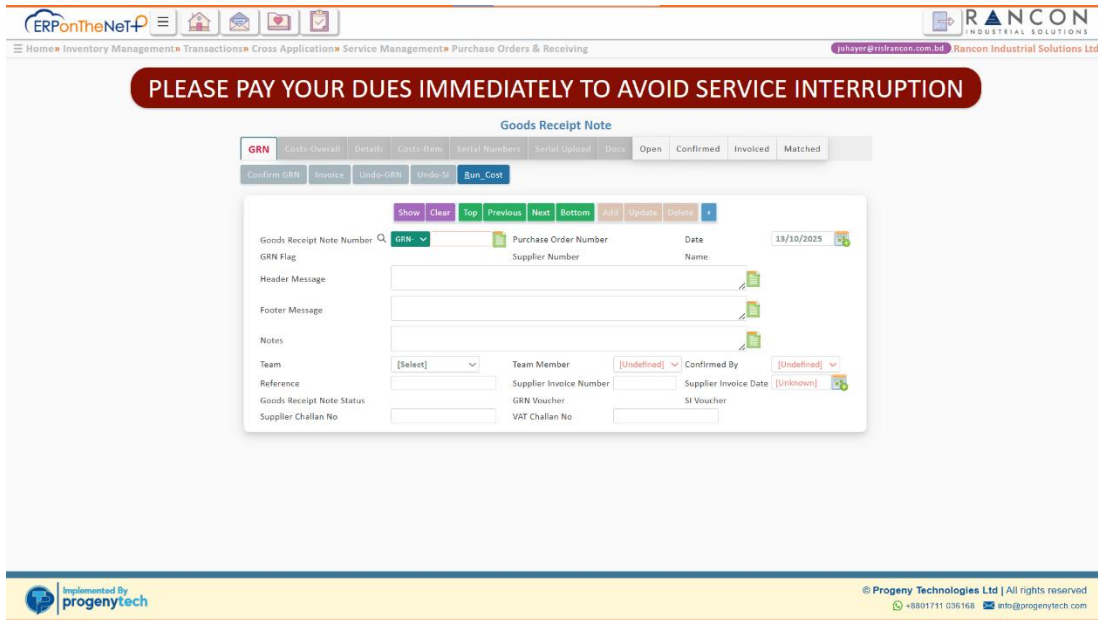 ERPonTheNeT
RANCON
INDUSTRIAL SOLUTIONS
Home» Inventory Management» Transactions» Cross Application» Service Management» Purchase Orders & Receiving
juhayer@rislrancon.com.bd Rancon Industrial Solutions Ltd
PLEASE PAY YOUR DUES IMMEDIATELY TO AVOID SERVICE INTERRUPTION
Goods Receipt Note
GRN Costs-Overall Details Costs-Item Serial Numbers Serial Upload Docs Open Confirmed Invoiced Matched
Confirm GRN Invoice Undo-GRN Undo-SI Run_Cost
Show Clear Top Previous Next Bottom Add Update Delete +
Goods Receipt Note Number GRN- Purchase Order Number Date 13/10/2025
GRN Flag Supplier Number Name
Header Message
Footer Message
Notes
Team [Select] Team Member [Undefined] Confirmed By [Undefined]
Reference Supplier Invoice Number Supplier Invoice Date [Unknown]
Goods Receipt Note Status GRN Voucher SI Voucher
Supplier Challan No VAT Challan No
Implemented By
progenytech
© Progeny Technologies Ltd | All rights reserved
+8801711 036168 info@progenytech.com